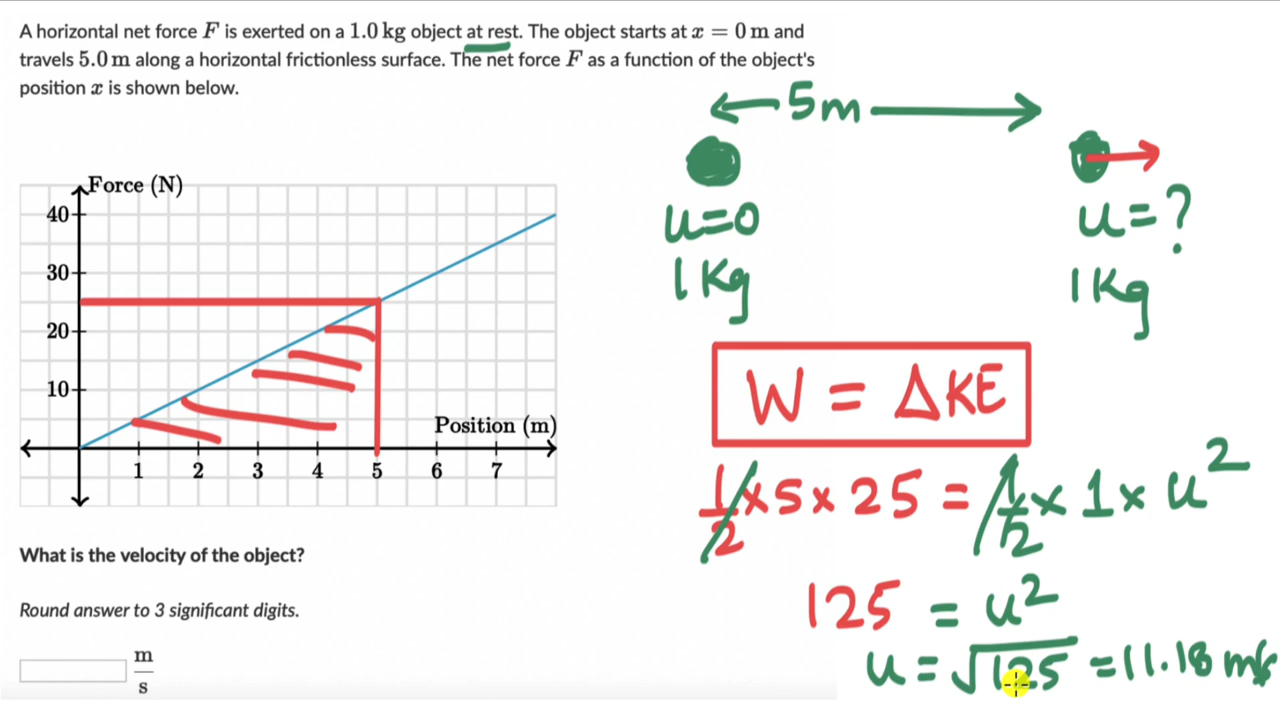 A horizontal net force F is exerted on a 1.0 kg object at rest. The object starts at x = 0 m and
travels 5.0 m along a horizontal frictionless surface. The net force F as a function of the object's
position x is shown below.
←5m→
u=0
1Kg
u=?
1Kg
Force (N)
40
30
20
10
Position (m)
1 2 3 4 5 6 7
W = ΔKE
1/2 x 5 x 25 = 1/2 x 1 x u²
125 = u²
u = √125 = 11.18 m/s
What is the velocity of the object?
Round answer to 3 significant digits.
m
s